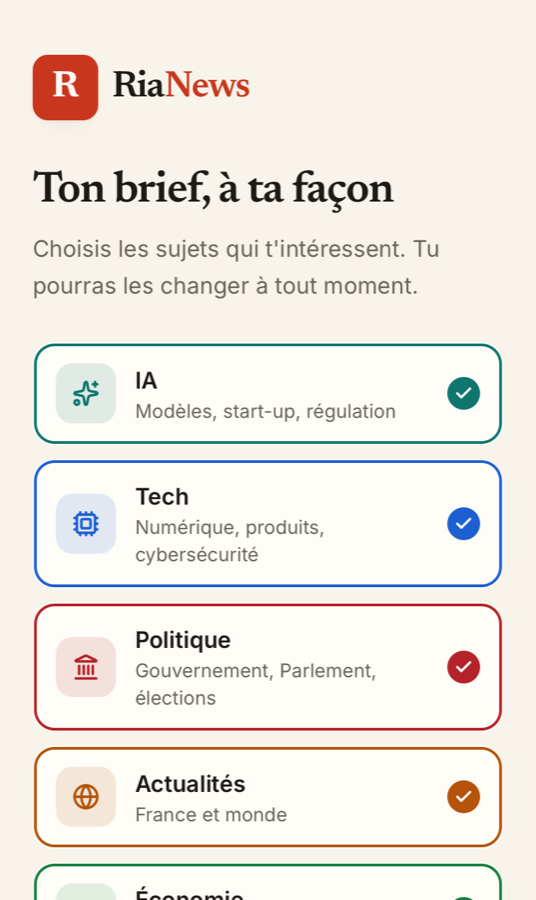 R
RiaNews
Ton brief, à ta façon
Choisis les sujets qui t'intéressent. Tu
pourras les changer à tout moment.
IA
Modèles, start-up, régulation
Tech
Numérique, produits,
cybersécurité
Politique
Gouvernement, Parlement,
élections
Actualités
France et monde
Économie